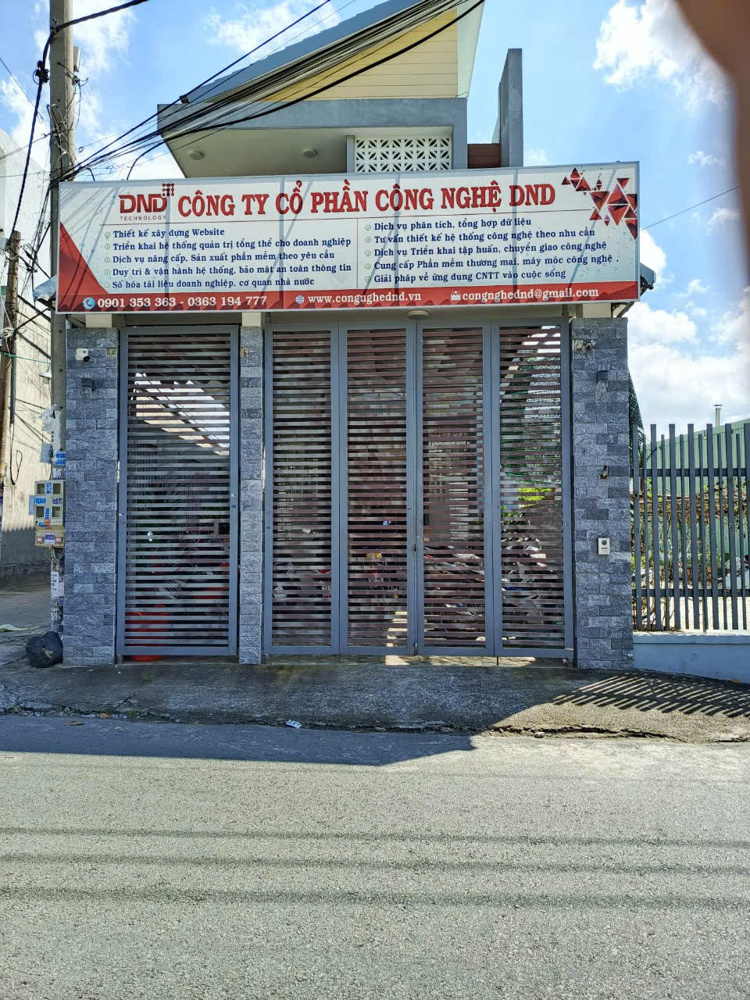 DND
TECHNOLOGY
CÔNG TY CỔ PHẦN CÔNG NGHỆ DND
Thiết kế xây dựng Website
Triển khai hệ thống quản trị tổng thể cho doanh nghiệp
Dịch vụ nâng cấp, Sản xuất phần mềm theo yêu cầu
Duy trì & vận hành hệ thống, bảo mật an toàn thông tin
Số hóa tài liệu doanh nghiệp, cơ quan nhà nước
Dịch vụ phân tích, tổng hợp dữ liệu
Tư vấn thiết kế hệ thống công nghệ theo nhu cầu
Dịch vụ Triển khai tập huấn, chuyển giao công nghệ
Cung cấp Phần mềm thương mại, máy móc công nghệ .
Giải pháp về ứng dụng CNTT vào cuộc sống
0901 353 363 - 0363 194 777
www.congnghednd.vn
congnghednd@gmail.com